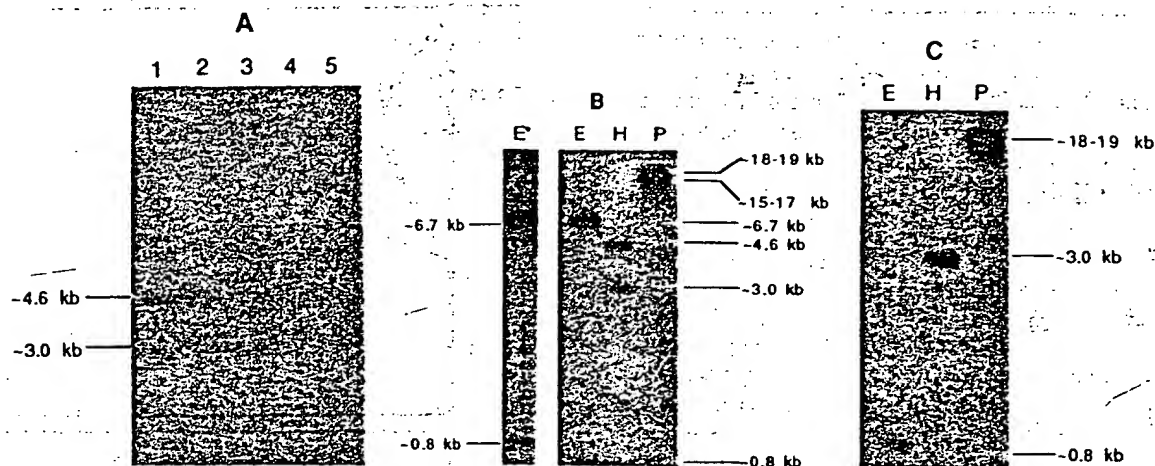 A
1 2 3 4 5
~4.6 kb
~3.0 kb
B
E* E H P
~6.7 kb
~0.8 kb
~18-19 kb
~15-17 kb
~6.7 kb
~4.6 kb
~3.0 kb
0.8 kb
C
E H P
~18-19 kb
~3.0 kb
~0.8 kb